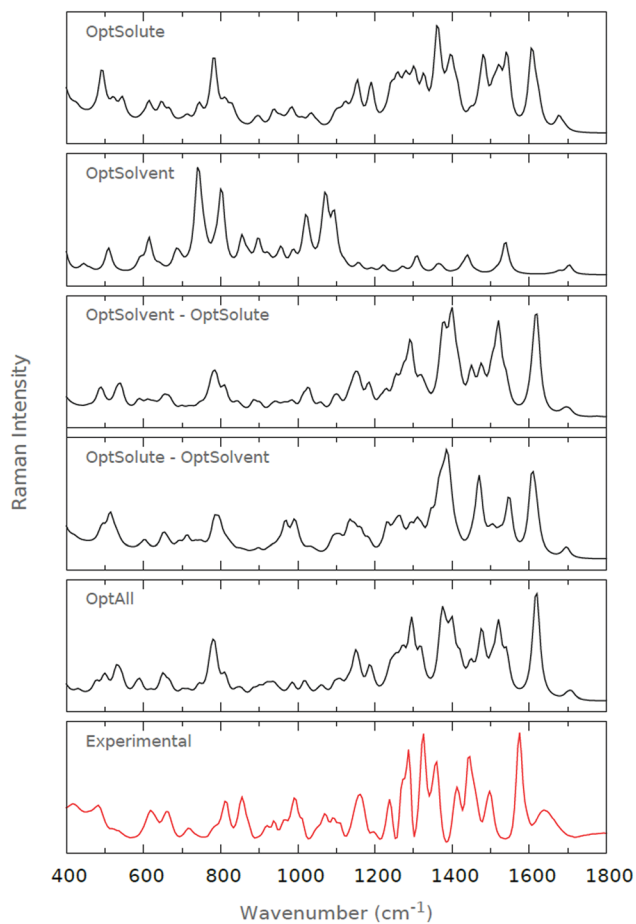 OptSolute
OptSolvent
OptSolvent - OptSolute
OptSolute - OptSolvent
OptAll
Experimental
Raman Intensity
400 600 800 1000 1200 1400 1600 1800
Wavenumber (cm⁻¹)